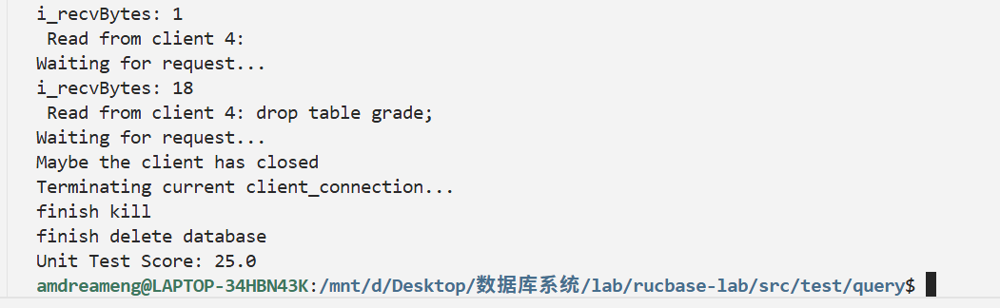 i_recvBytes: 1
 Read from client 4:
Waiting for request...
i_recvBytes: 18
 Read from client 4: drop table grade;
Waiting for request...
Maybe the client has closed
Terminating current client_connection...
finish kill
finish delete database
Unit Test Score: 25.0
amdreameng@LAPTOP-34HBN43K:/mnt/d/Desktop/数据库系统/lab/rucbase-lab/src/test/query$